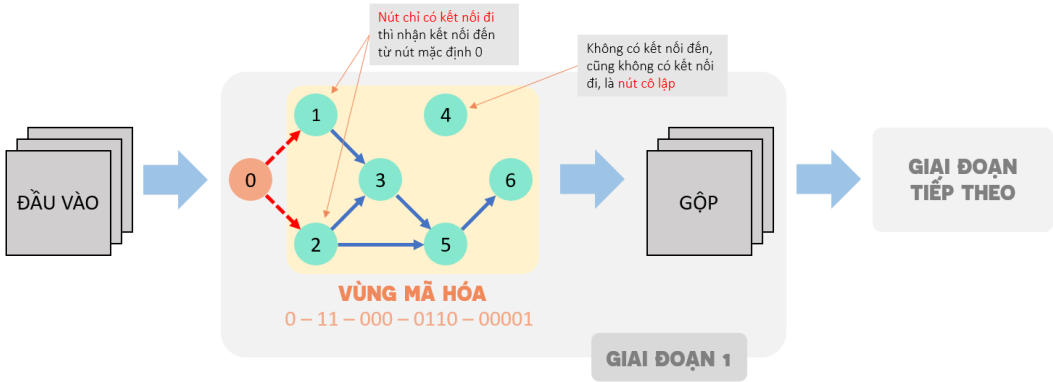 Nút chỉ có kết nối đi
thì nhận kết nối đến
từ nút mặc định 0
Không có kết nối đến,
cũng không có kết nối
đi, là nút cô lập
ĐẦU VÀO
0
1
2
3
4
5
6
VÙNG MÃ HÓA
0 – 11 – 000 – 0110 – 00001
GỘP
GIAI ĐOẠN
TIẾP THEO
GIAI ĐOẠN 1